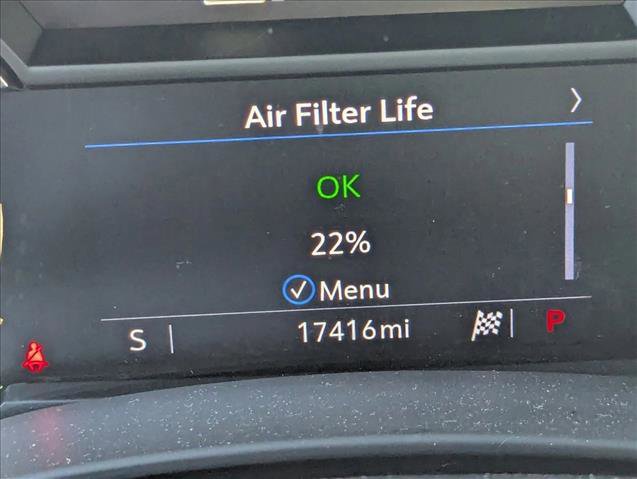 Air Filter Life
OK
22%
Menu
S 17416mi P